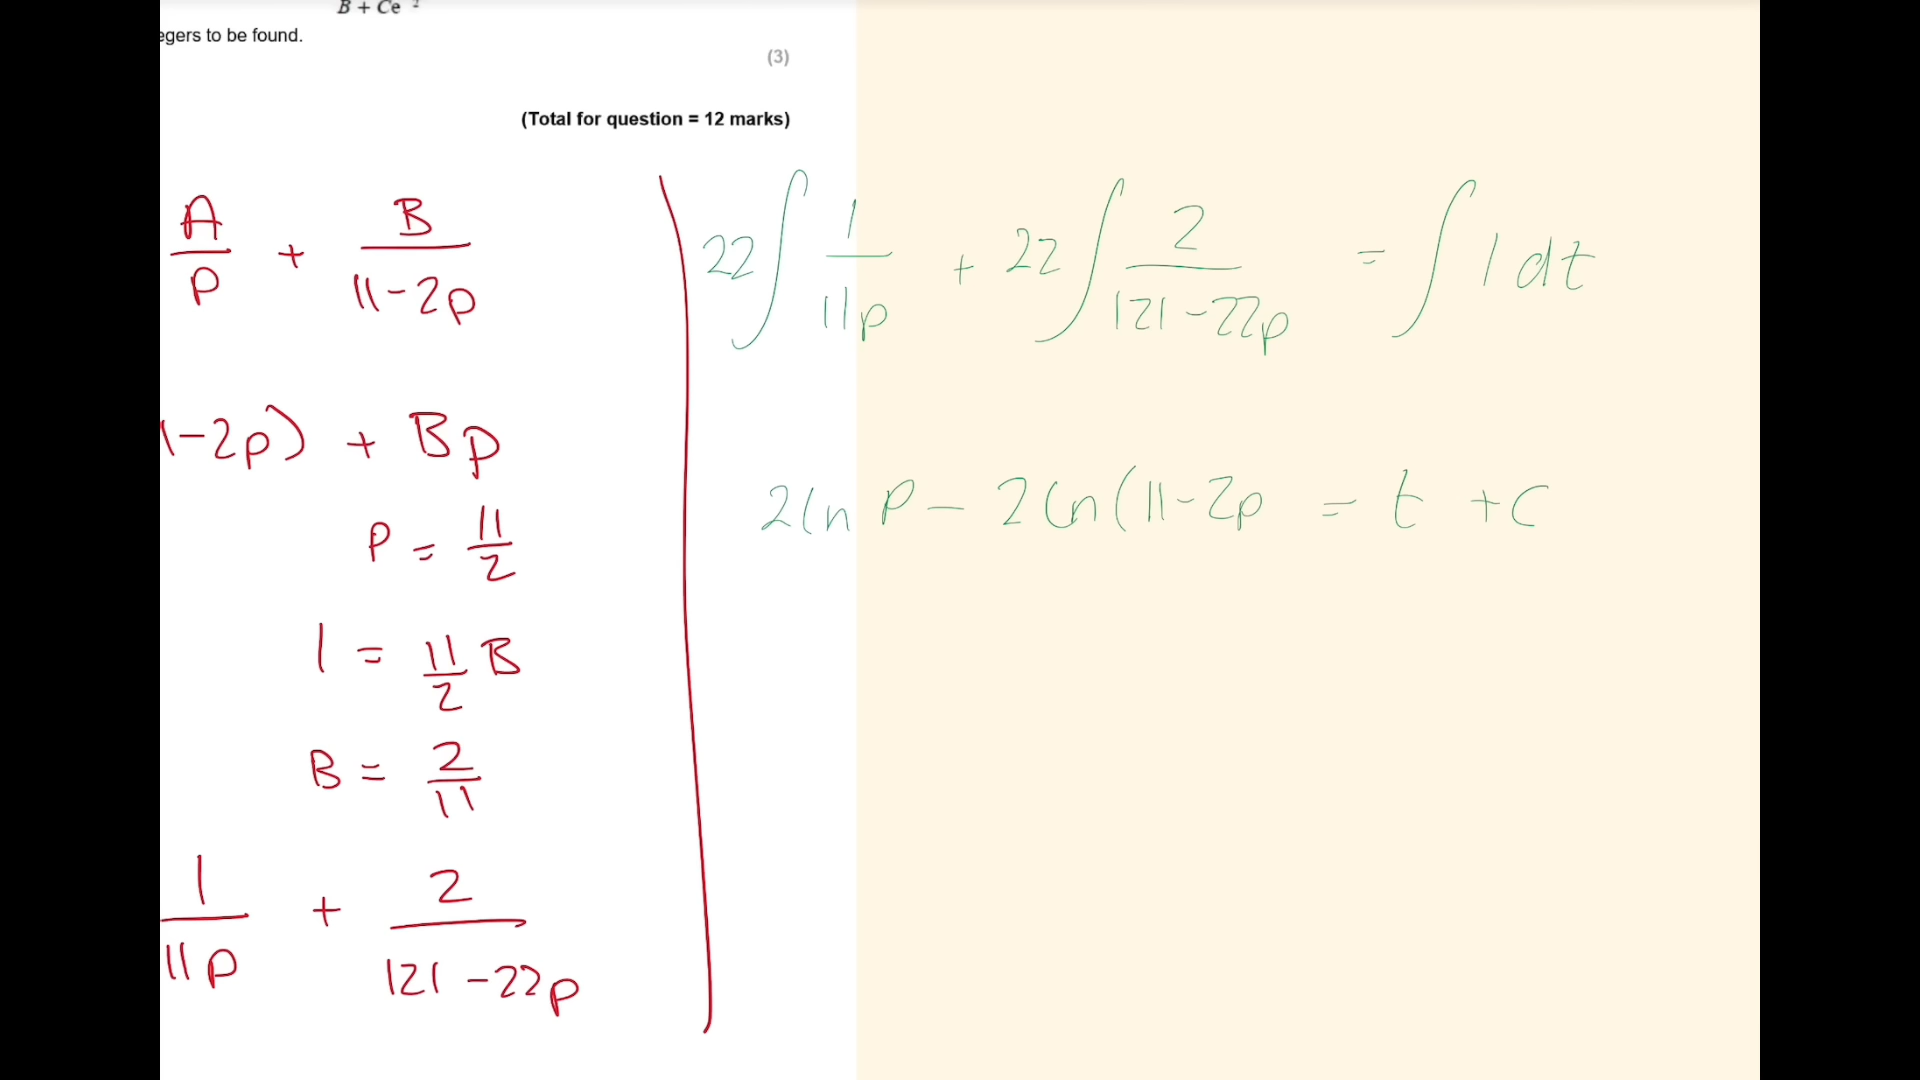 B + Ce
egers to be found.
(3)
(Total for question = 12 marks)
A/P + B/(11-2p)
1-2p) + Bp
P = 11/2
1 = 11/2 B
B = 2/11
1/11p + 2/(121-22p)
22∫ 1/11p + 22∫ 2/(121-22p) = ∫ 1 dt
2ln P - 2ln(11-2p = t + c